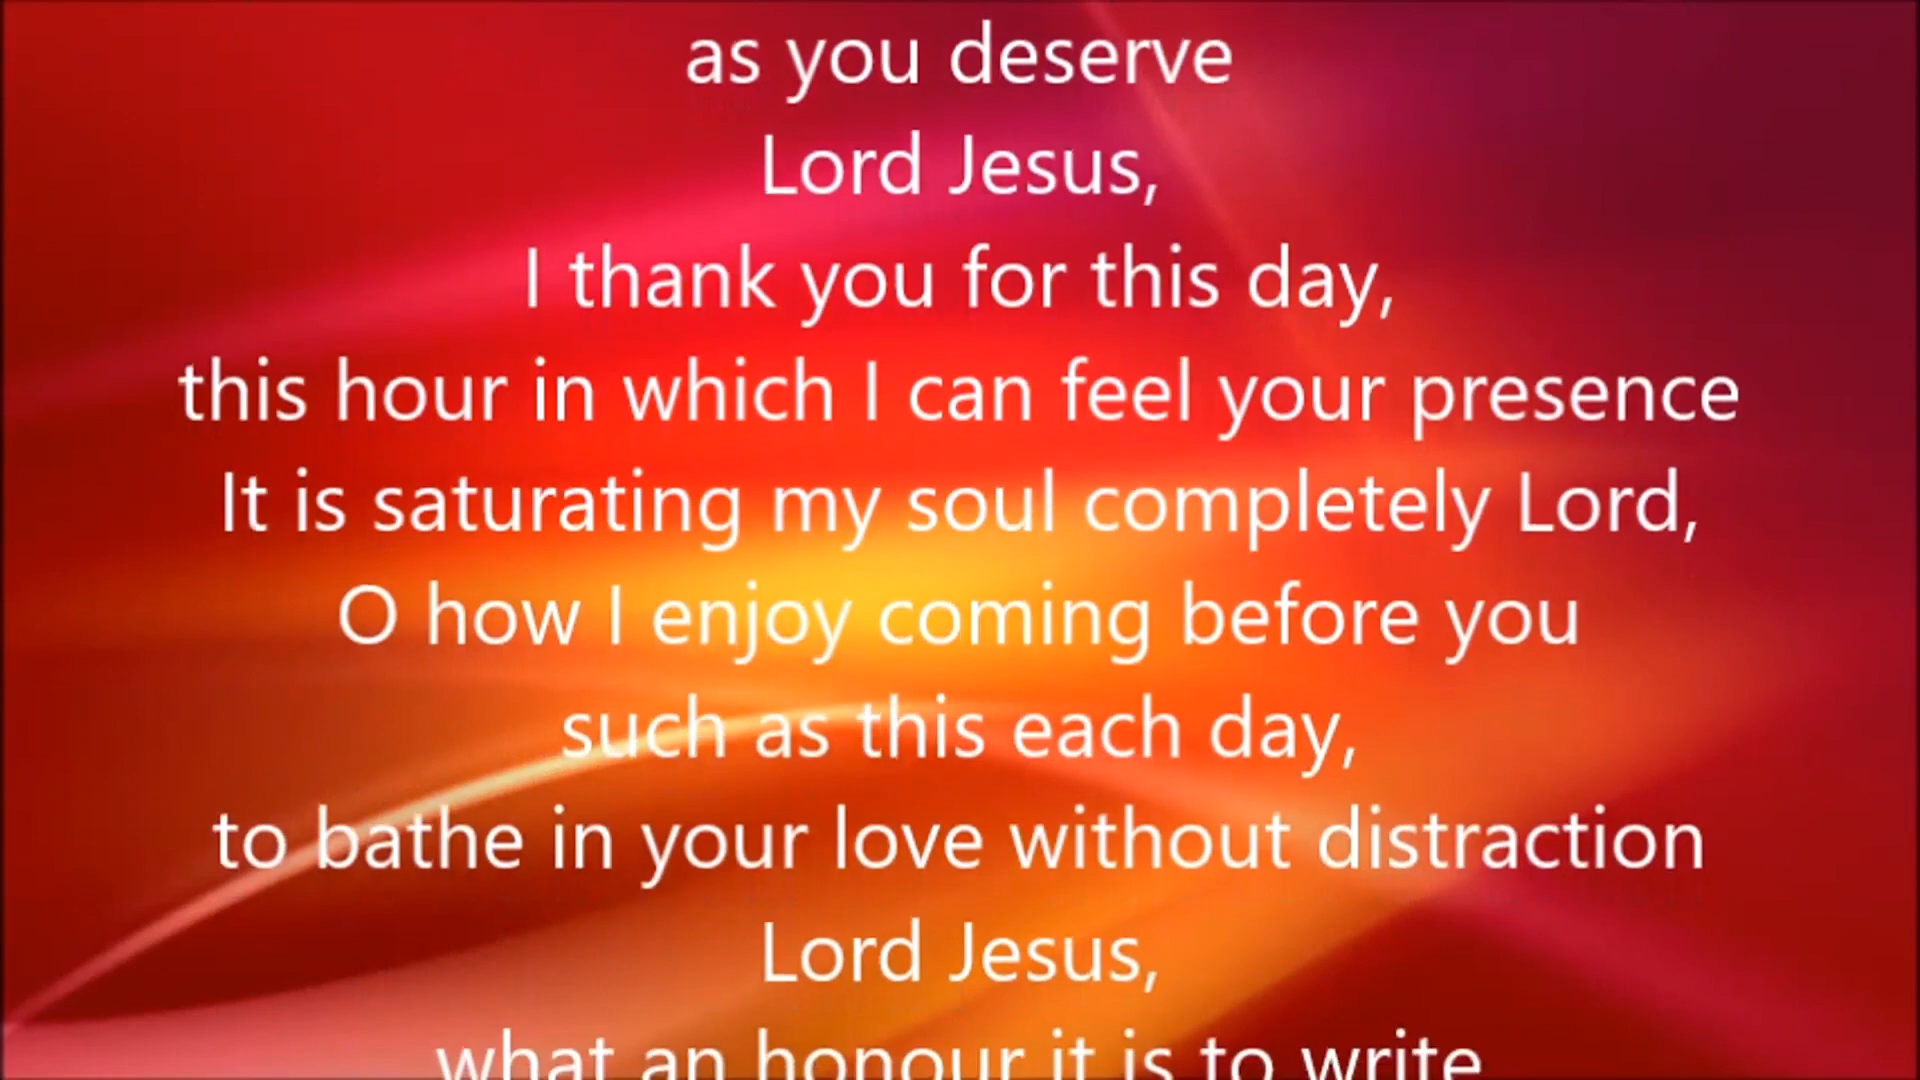 as you deserve
Lord Jesus,
I thank you for this day,
this hour in which I can feel your presence
It is saturating my soul completely Lord,
O how I enjoy coming before you
such as this each day,
to bathe in your love without distraction
Lord Jesus,
what an honour it is to write